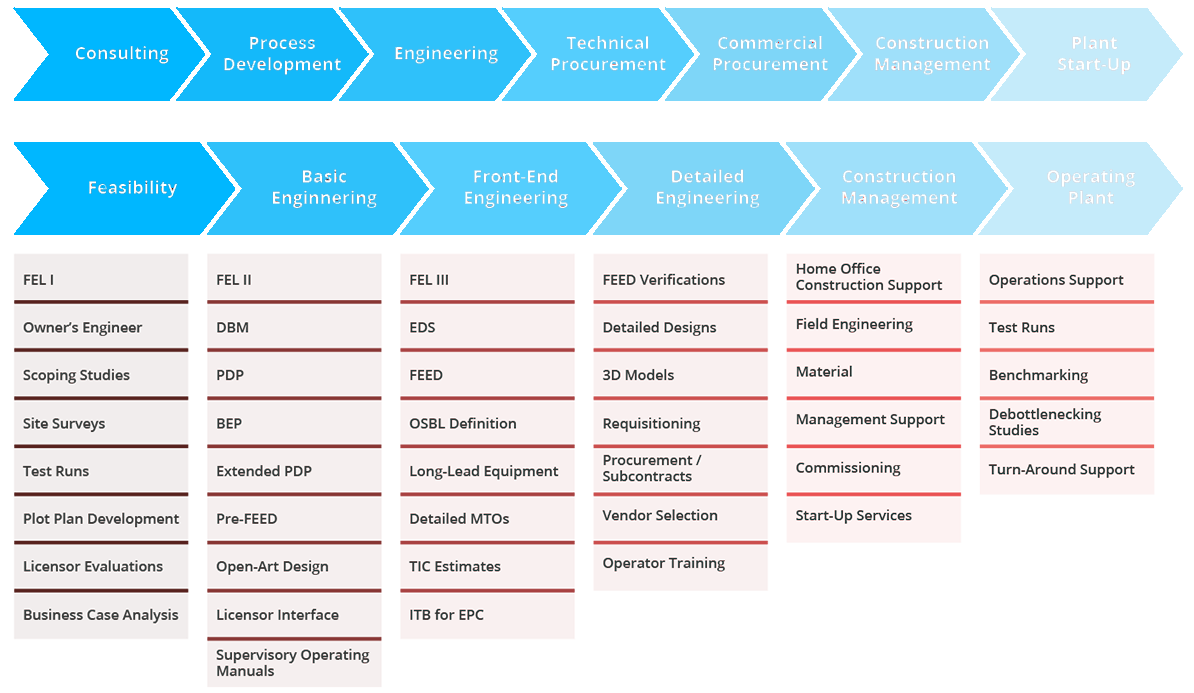 Consulting
Process
Development
Engineering
Technical
Procurement
Commercial
Procurement
Construction
Management
Plant
Start-Up
Feasibility
Basic
Enginnering
Front-End
Engineering
Detailed
Engineering
Construction
Management
Operating
Plant
FEL I
Owner’s Engineer
Scoping Studies
Site Surveys
Test Runs
Plot Plan Development
Licensor Evaluations
Business Case Analysis
FEL II
DBM
PDP
BEP
Extended PDP
Pre-FEED
Open-Art Design
Licensor Interface
Supervisory Operating
Manuals
FEL III
EDS
FEED
OSBL Definition
Long-Lead Equipment
Detailed MTOs
TIC Estimates
ITB for EPC
FEED Verifications
Detailed Designs
3D Models
Requisitioning
Procurement /
Subcontracts
Vendor Selection
Operator Training
Home Office
Construction Support
Field Engineering
Material
Management Support
Commissioning
Start-Up Services
Operations Support
Test Runs
Benchmarking
Debottlenecking
Studies
Turn-Around Support